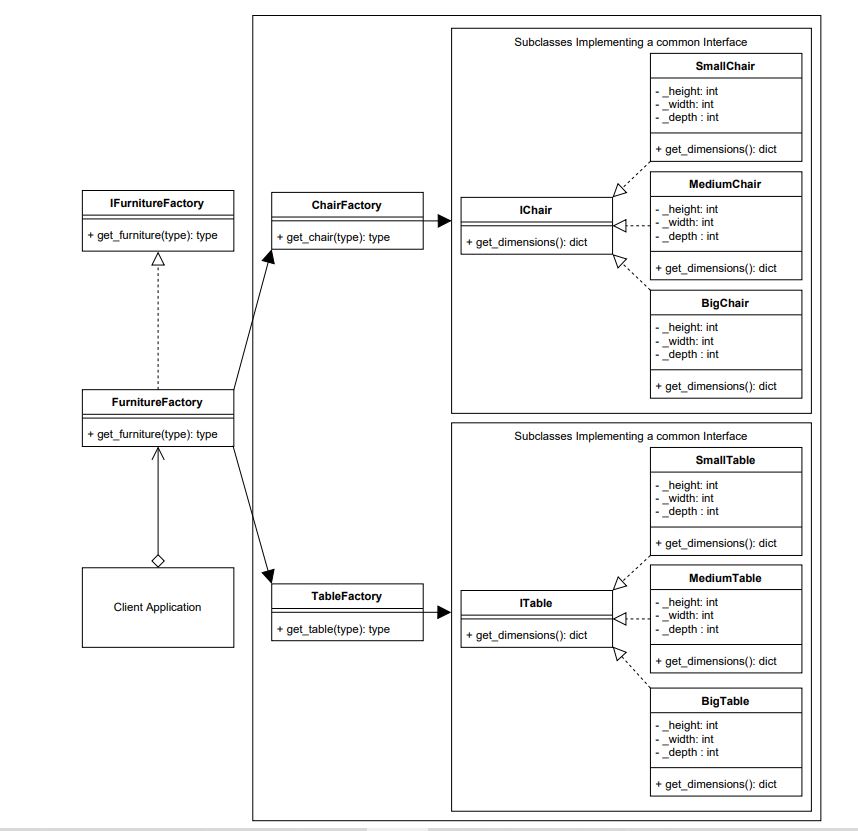 Subclasses Implementing a common Interface
SmallChair
- _height: int
- _width: int
- _depth : int
+ get_dimensions(): dict
MediumChair
- _height: int
- _width: int
- _depth : int
+ get_dimensions(): dict
BigChair
- _height: int
- _width: int
- _depth : int
+ get_dimensions(): dict
IChair
+ get_dimensions(): dict
ChairFactory
+ get_chair(type): type
IFurnitureFactory
+ get_furniture(type): type
FurnitureFactory
+ get_furniture(type): type
Client Application
TableFactory
+ get_table(type): type
Subclasses Implementing a common Interface
SmallTable
- _height: int
- _width: int
- _depth : int
+ get_dimensions(): dict
ITable
+ get_dimensions(): dict
MediumTable
- _height: int
- _width: int
- _depth : int
+ get_dimensions(): dict
BigTable
- _height: int
- _width: int
- _depth : int
+ get_dimensions(): dict